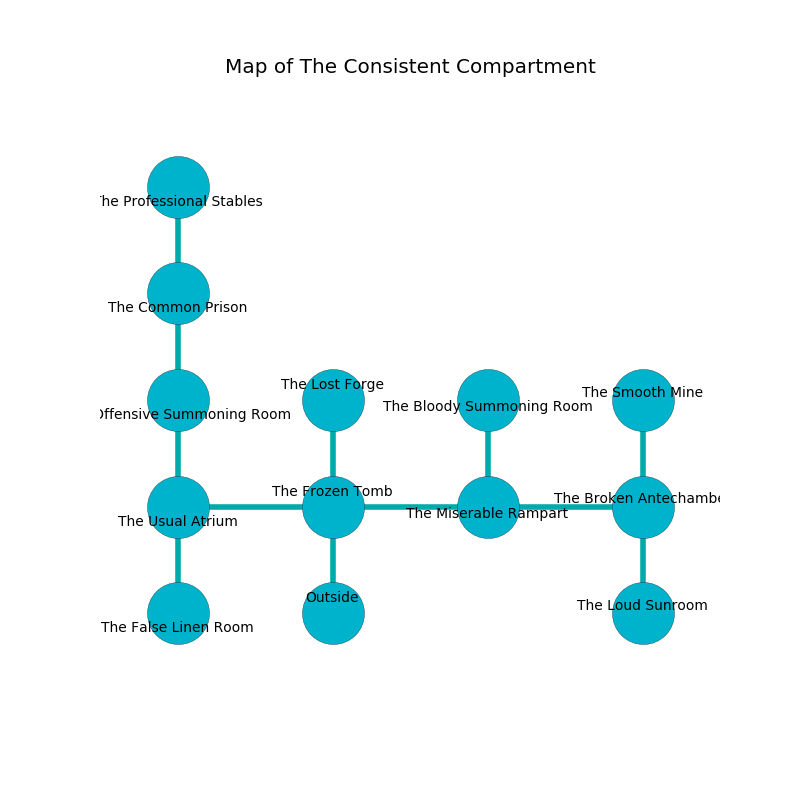 Map of The Consistent Compartment
The Professional Stables
The Common Prison
The Lost Forge
The Smooth Mine
The Bloody Summoning Room
Offensive Summoning Room
The Frozen Tomb
The Broken Antechambe
The Miserable Rampart
The Usual Atrium
Outside
The Loud Sunroom
The False Linen Room